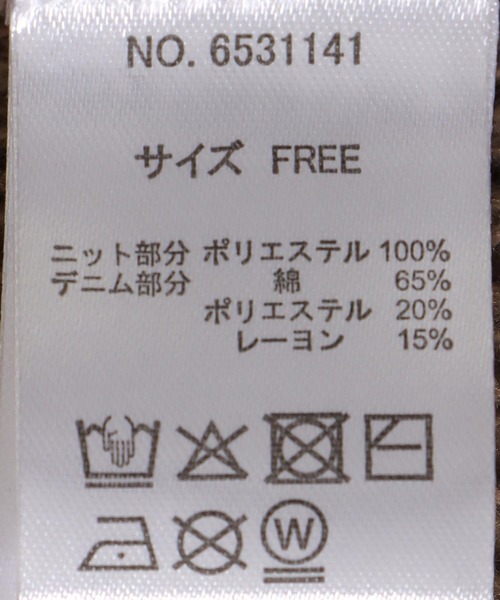 NO. 6531141
サイズ FREE
ニット部分 ポリエステル 100%
デニム部分 綿 65%
ポリエステル 20%
レーヨン 15%
W